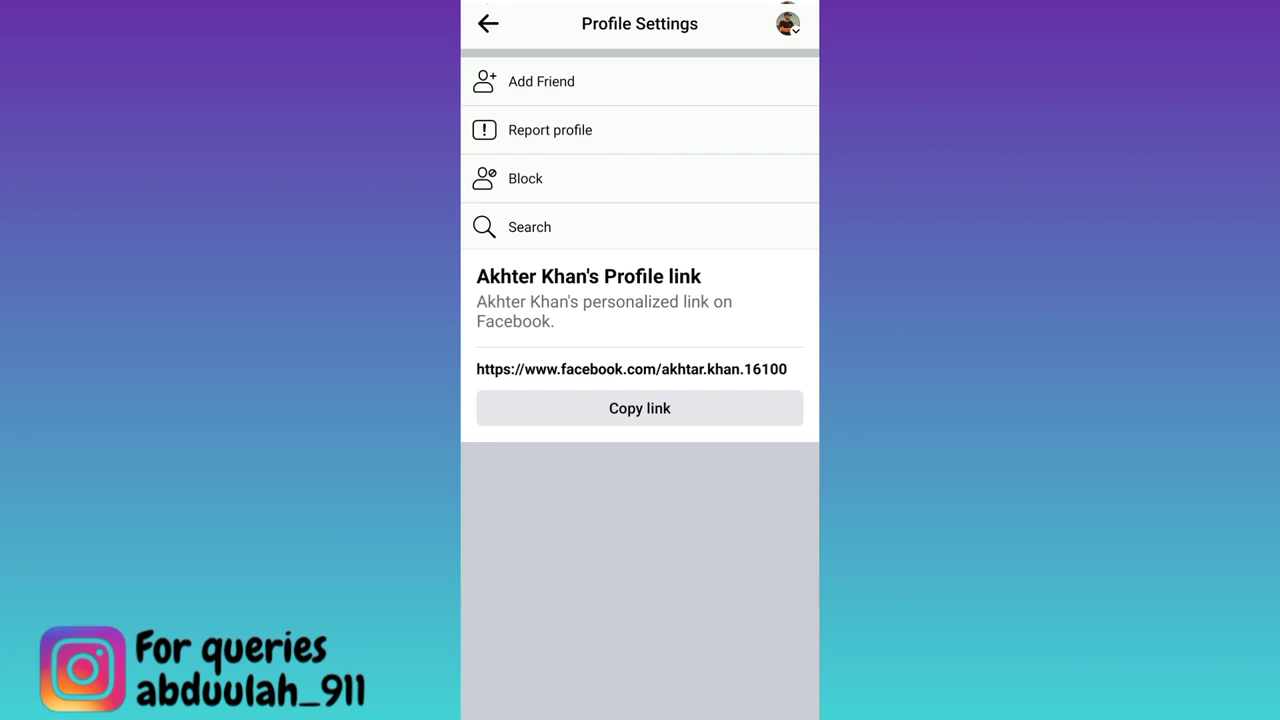 Profile Settings
Add Friend
Report profile
Block
Search
Akhter Khan's Profile link
Akhter Khan's personalized link on
Facebook.
https://www.facebook.com/akhtar.khan.16100
Copy link
For queries
abduulah_911